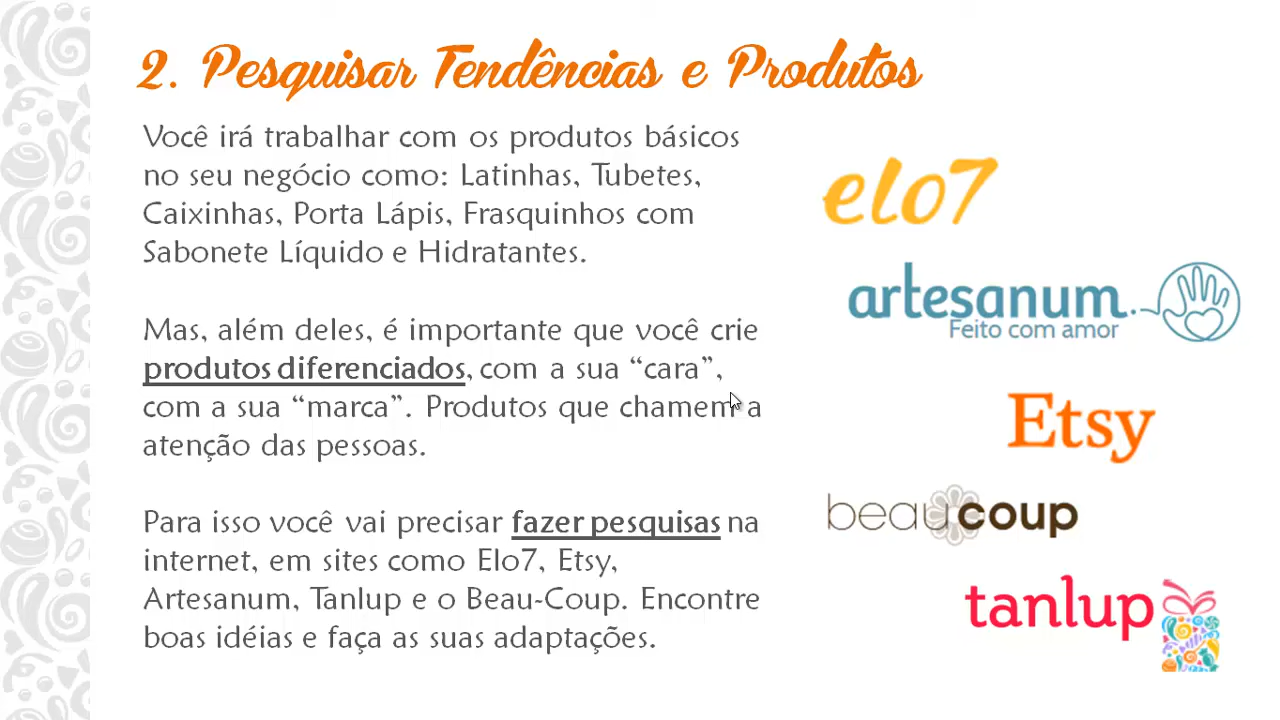 2. Pesquisar Tendências e Produtos
Você irá trabalhar com os produtos básicos
no seu negócio como: Latinhas, Tubetes,
Caixinhas, Porta Lápis, Frasquinhos com
Sabonete Líquido e Hidratantes.
Mas, além deles, é importante que você crie
produtos diferenciados, com a sua “cara”,
com a sua “marca”. Produtos que chamem a
atenção das pessoas.
Para isso você vai precisar fazer pesquisas na
internet, em sites como Elo7, Etsy,
Artesanum, Tanlup e o Beau-Coup. Encontre
boas idéias e faça as suas adaptações.
elo7
artesanum
Feito com amor
Etsy
beaucoup
tanlup